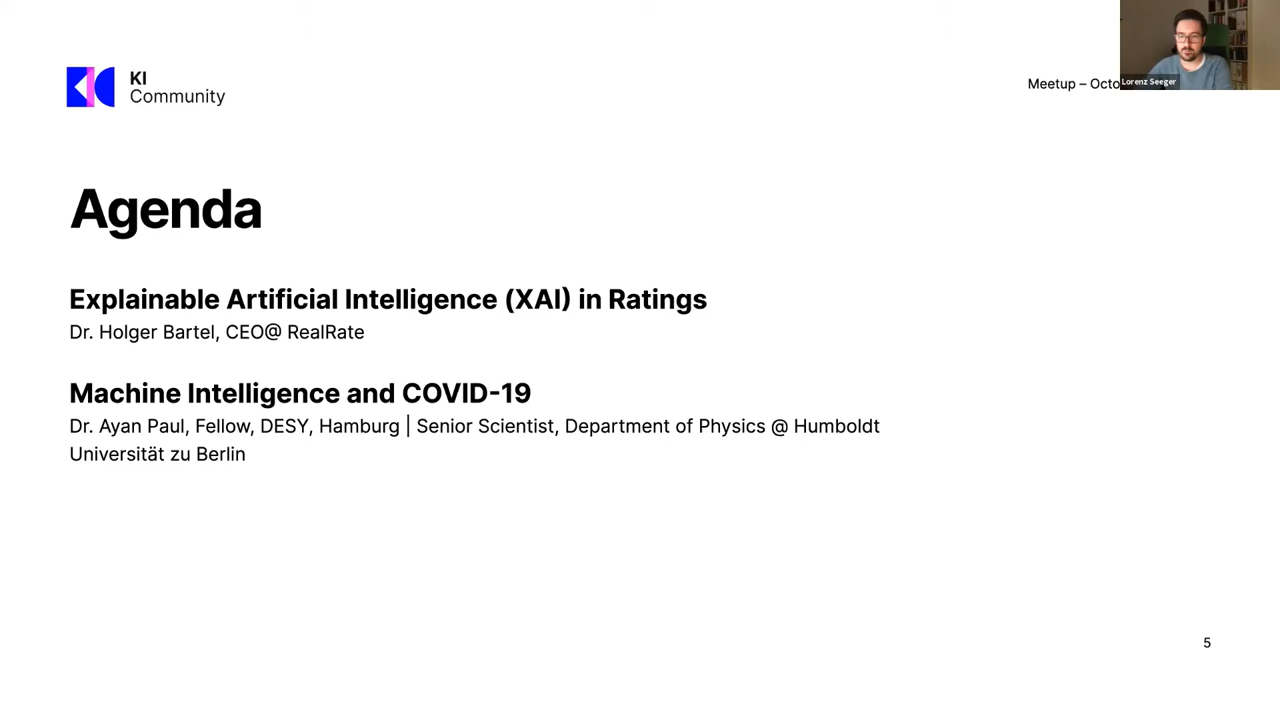 KI
Community
Meetup – Octo
Lorenz Seeger
Agenda
Explainable Artificial Intelligence (XAI) in Ratings
Dr. Holger Bartel, CEO@ RealRate
Machine Intelligence and COVID-19
Dr. Ayan Paul, Fellow, DESY, Hamburg | Senior Scientist, Department of Physics @ Humboldt
Universität zu Berlin
5